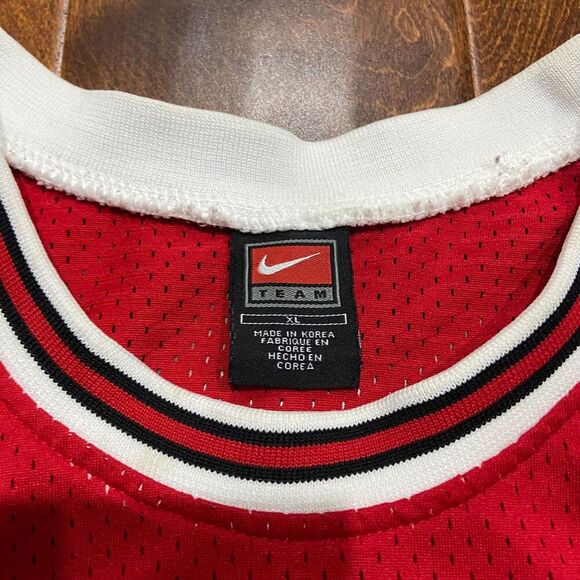 TEAM
XL
MADE IN KOREA
FABRIQUE EN
COREE
HECHO EN
COREA